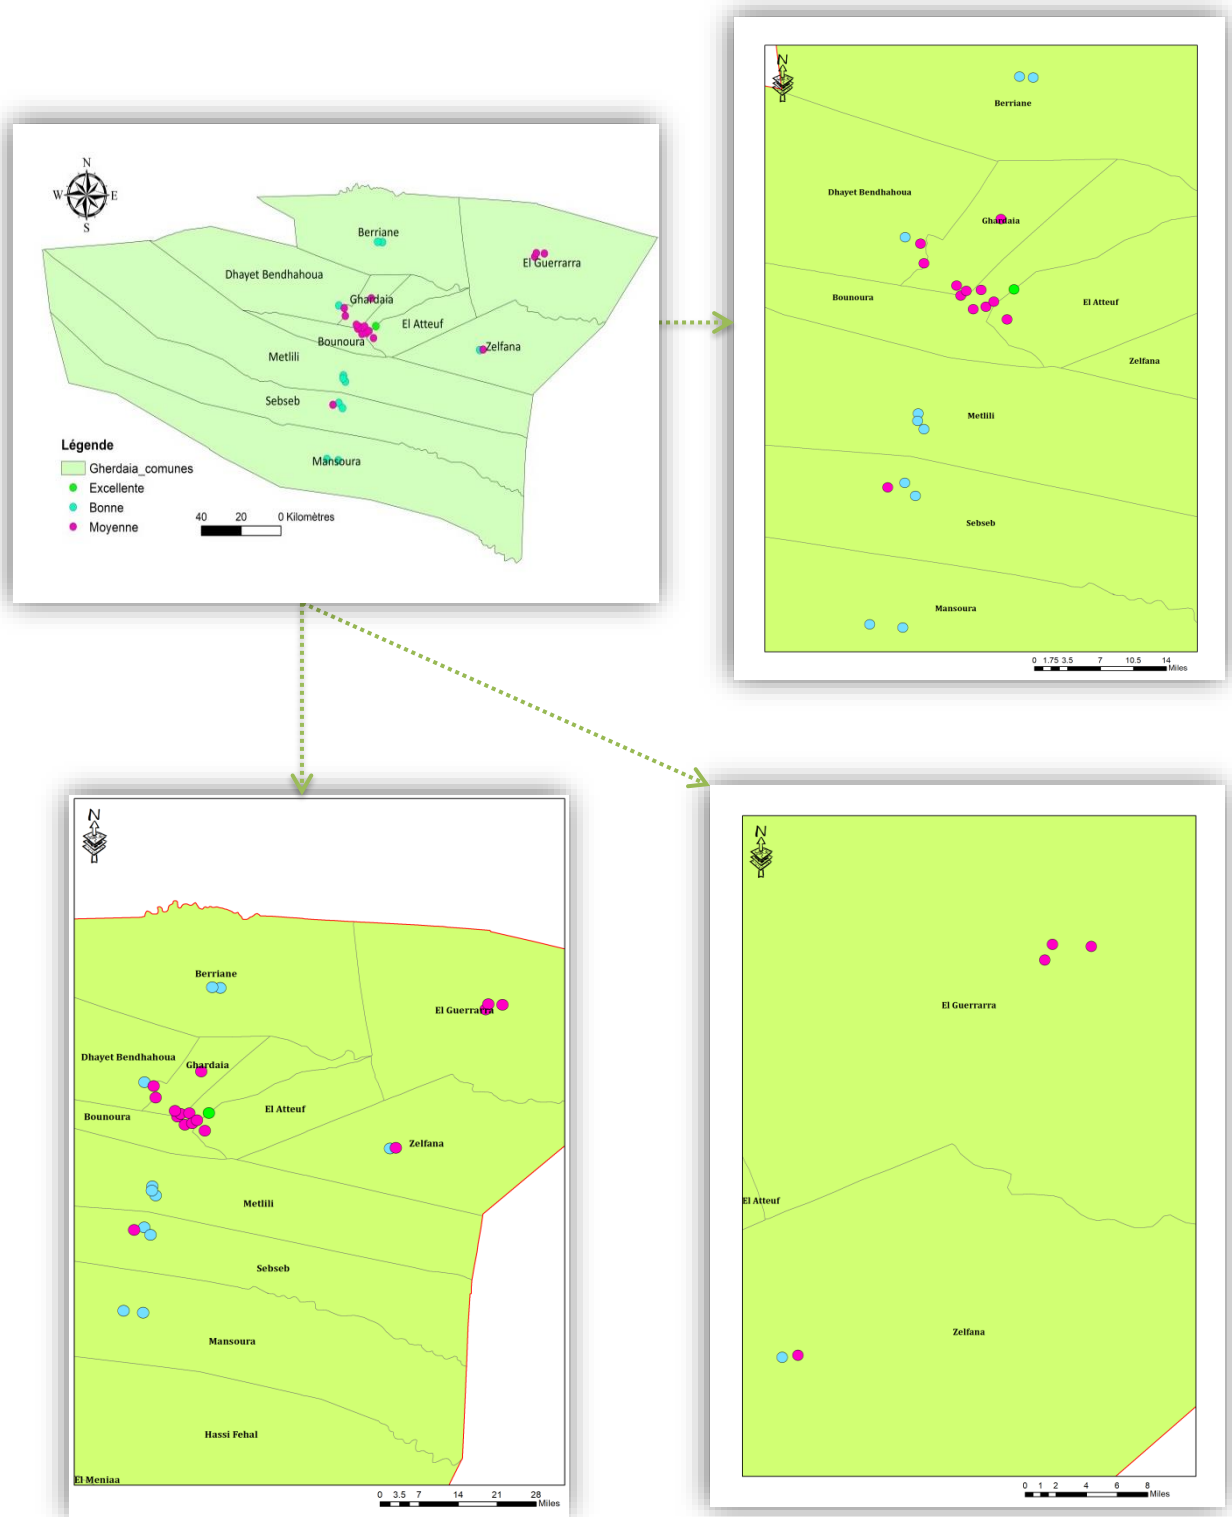 N
W
E
S
Berriane
El Guerrarra
Dhayet Bendhahoua
Ghardaia
El Atteuf
Bounoura
Zelfana
Metlili
Sebseb
Mansoura
Légende
Gherdaia_comunes
Excellente
Bonne
Moyenne
40 20 0 Kilomètres
N
Berriane
Dhayet Bendhahoua
Ghardaia
Bounoura
El Atteuf
Zelfana
Metlili
Sebseb
Mansoura
0 1.75 3.5 7 10.5 14
Miles
N
Berriane
El Guerrarra
Dhayet Bendhahoua
Ghardaia
Bounoura
El Atteuf
Zelfana
Metlili
Sebseb
Mansoura
Hassi Fehal
El Meniaa
0 3.5 7 14 21 28
Miles
N
El Guerrarra
El Atteuf
Zelfana
0 1 2 4 6 8
Miles